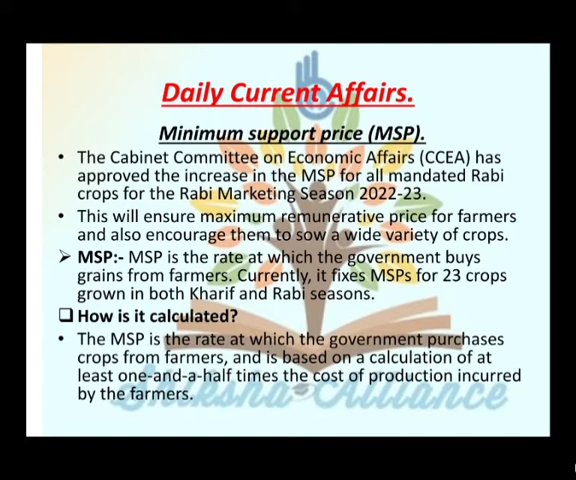 Daily Current Affairs.
Minimum support price (MSP).
• The Cabinet Committee on Economic Affairs (CCEA) has
approved the increase in the MSP for all mandated Rabi
crops for the Rabi Marketing Season 2022-23.
• This will ensure maximum remunerative price for farmers
and also encourage them to sow a wide variety of crops.
➢ MSP:- MSP is the rate at which the government buys
grains from farmers. Currently, it fixes MSPs for 23 crops
grown in both Kharif and Rabi seasons.
❑ How is it calculated?
• The MSP is the rate at which the government purchases
crops from farmers, and is based on a calculation of at
least one-and-a-half times the cost of production incurred
by the farmers.
Shiksha Alliance